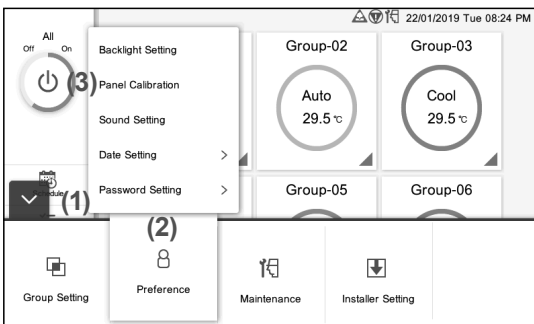 22/01/2019 Tue 08:24 PM
All
Off On
(3)
Backlight Setting
Panel Calibration
Sound Setting
Date Setting >
Password Setting >
Group-02
Auto
29.5 ℃
Group-03
Cool
29.5 ℃
Group-05
Group-06
(1)
(2)
Group Setting
Preference
Maintenance
Installer Setting